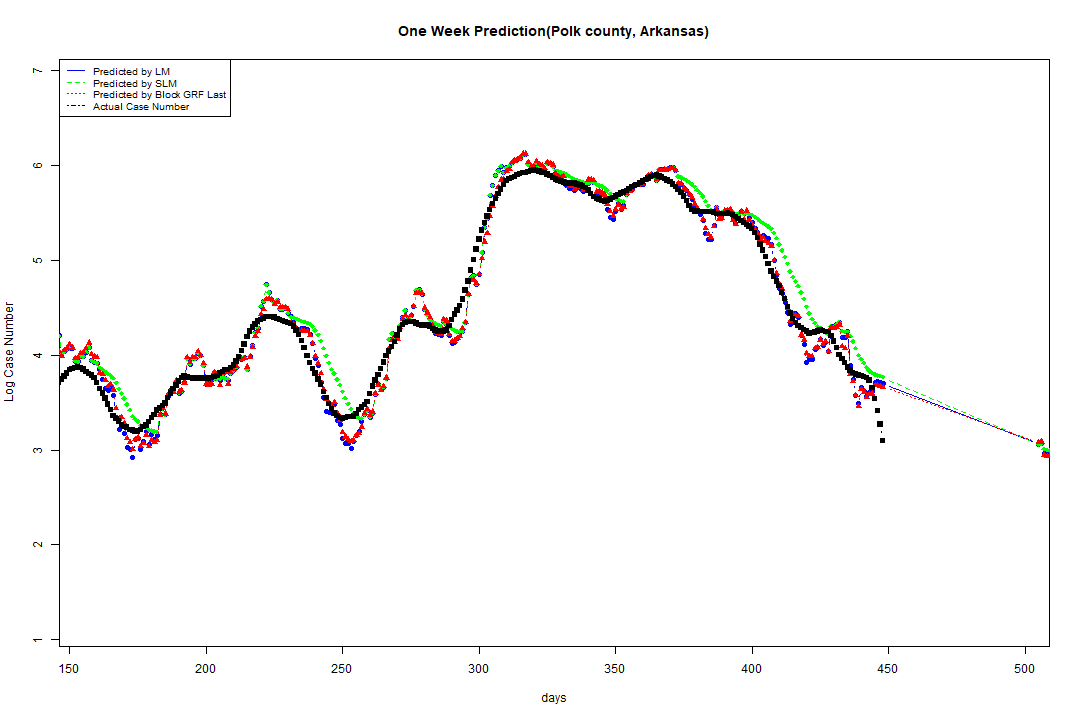 One Week Prediction(Polk county, Arkansas)
Predicted by LM
Predicted by SLM
Predicted by Block GRF Last
Actual Case Number
7
6
5
4
3
2
1
Log Case Number
150 200 250 300 350 400 450 500
days